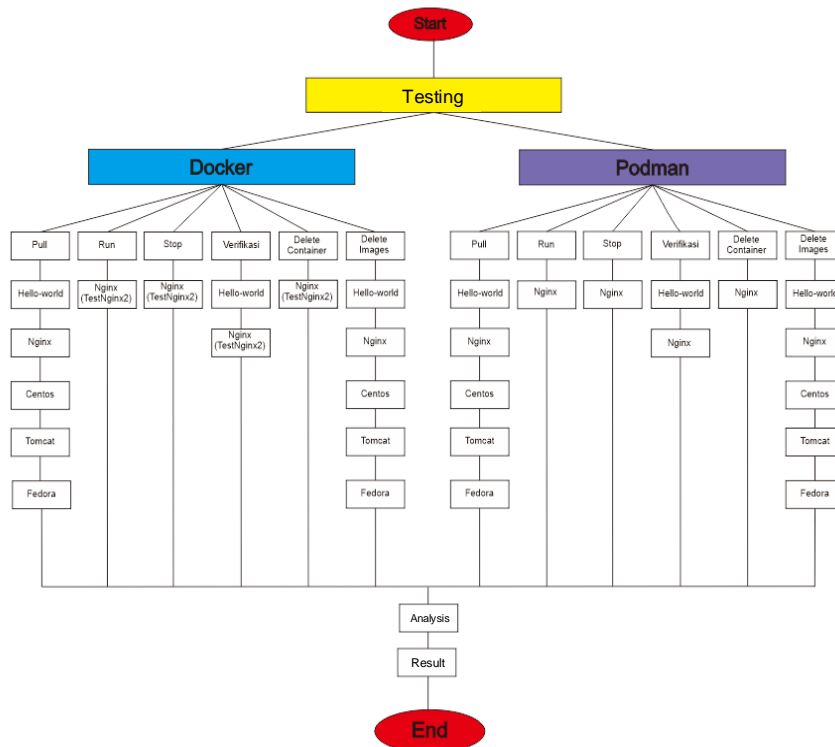 Start
Testing
Docker
Podman
Pull
Run
Stop
Verifikasi
Delete
Container
Delete
Images
Pull
Run
Stop
Verifikasi
Delete
Container
Delete
Images
Hello-world
Nginx
(TestNginx2)
Nginx
(TestNginx2)
Hello-world
Nginx
(TestNginx2)
Hello-world
Hello-world
Nginx
Nginx
Hello-world
Nginx
Hello-world
Nginx
Nginx
(TestNginx2)
Nginx
Nginx
Nginx
Nginx
Centos
Centos
Centos
Centos
Tomcat
Tomcat
Tomcat
Tomcat
Fedora
Fedora
Fedora
Fedora
Analysis
Result
End